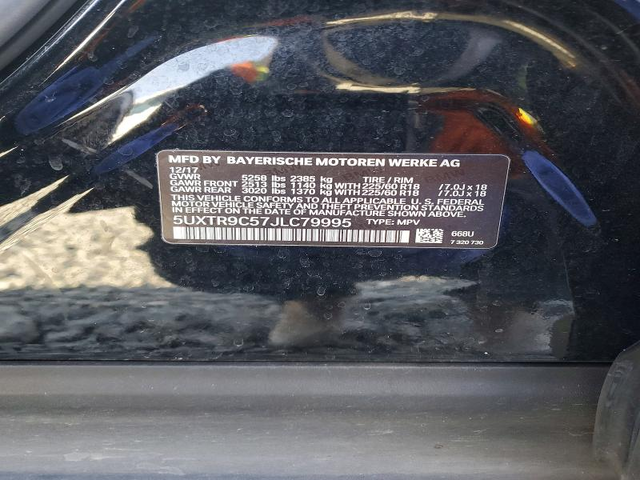 MFD BY BAYERISCHE MOTOREN WERKE AG
12/17
GVWR 5256 lbs 2385 kg TIRE / RIM
GAWR FRONT 2513 lbs 1140 kg WITH 225/60 R18 / 7.0J x 18
GAWR REAR 3020 lbs 1370 kg WITH 225/60 R18 / 7.0J x 18
THIS VEHICLE CONFORMS TO ALL APPLICABLE U. S. FEDERAL
MOTOR VEHICLE SAFETY, BUMPER, AND THEFT PREVENTION
STANDARDS IN EFFECT ON THE DATE OF MANUFACTURE SHOWN ABOVE.
5UXTR9C57JLC79995 TYPE: MPV
668U
7 320 730